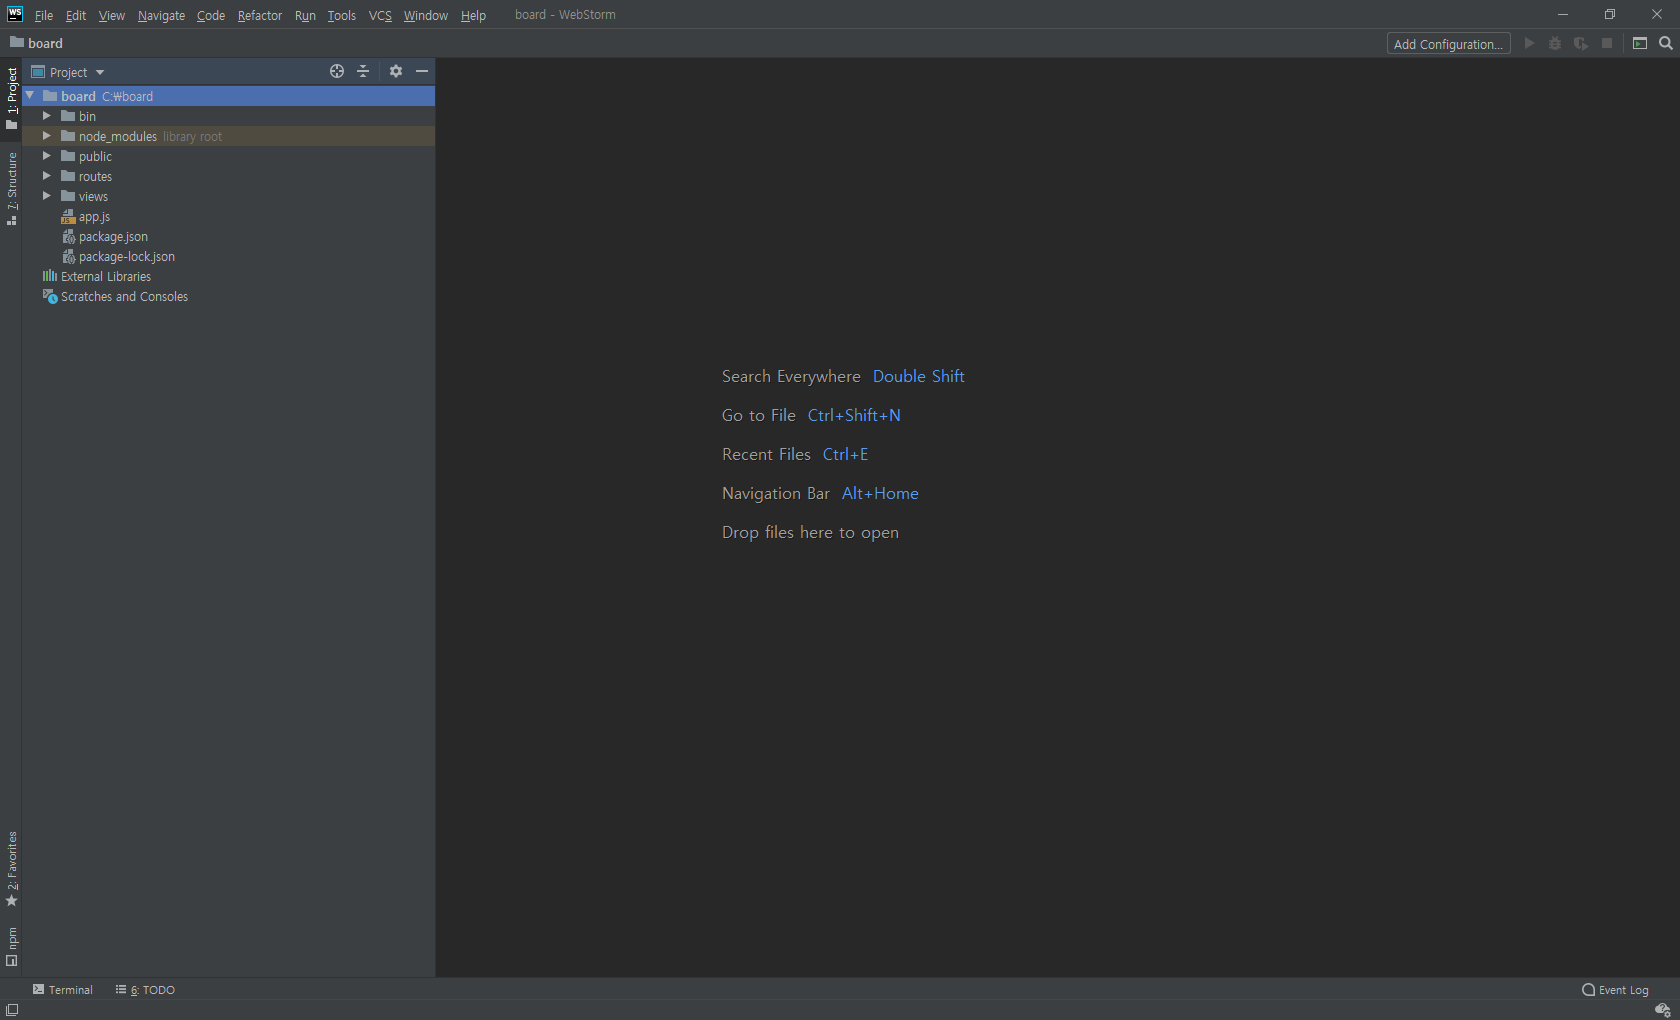 WS File Edit View Navigate Code Refactor Run Tools VCS Window Help board - WebStorm
board Add Configuration...
Project
board C:₩board
bin
node_modules library root
public
routes
views
app.js
package.json
package-lock.json
External Libraries
Scratches and Consoles
1: Project
7: Structure
2: Favorites
npm
Search Everywhere Double Shift
Go to File Ctrl+Shift+N
Recent Files Ctrl+E
Navigation Bar Alt+Home
Drop files here to open
Terminal 6: TODO Event Log